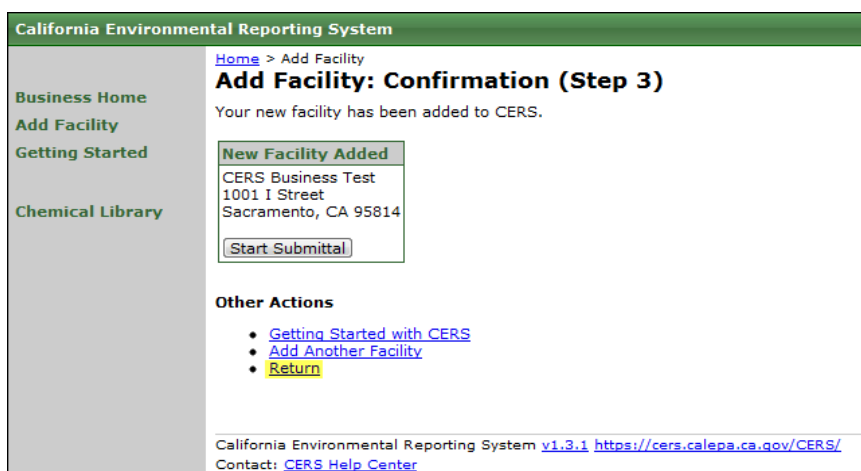 California Environmental Reporting System
Business Home
Add Facility
Getting Started
Chemical Library
Home > Add Facility
Add Facility: Confirmation (Step 3)
Your new facility has been added to CERS.
New Facility Added
CERS Business Test
1001 I Street
Sacramento, CA 95814
Start Submittal
Other Actions
• Getting Started with CERS
• Add Another Facility
• Return
California Environmental Reporting System v1.3.1 https://cers.calepa.ca.gov/CERS/
Contact: CERS Help Center